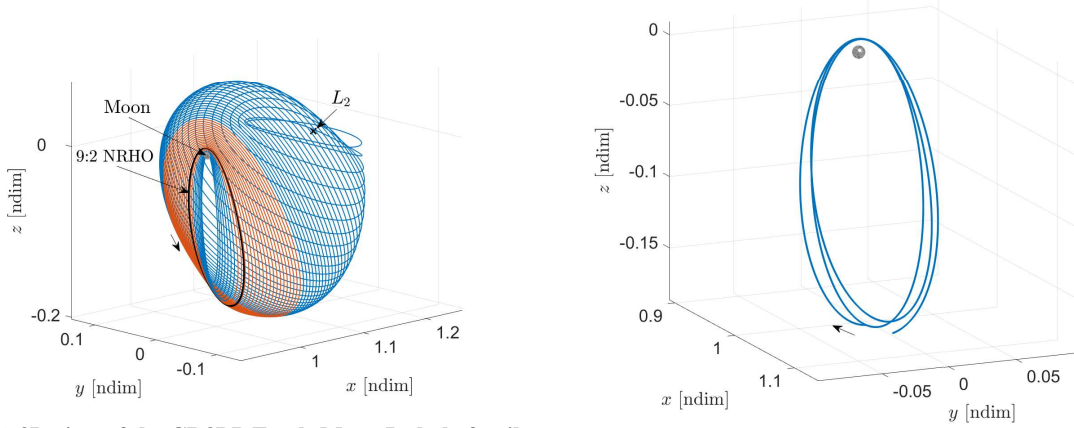 L₂
Moon
9:2 NRHO
z [ndim]
0
-0.2
0.1
0
-0.1
y [ndim]
1
1.1
1.2
x [ndim]
0
-0.05
-0.1
-0.15
z [ndim]
0.9
1
1.1
x [ndim]
-0.05
0
0.05
y [ndim]